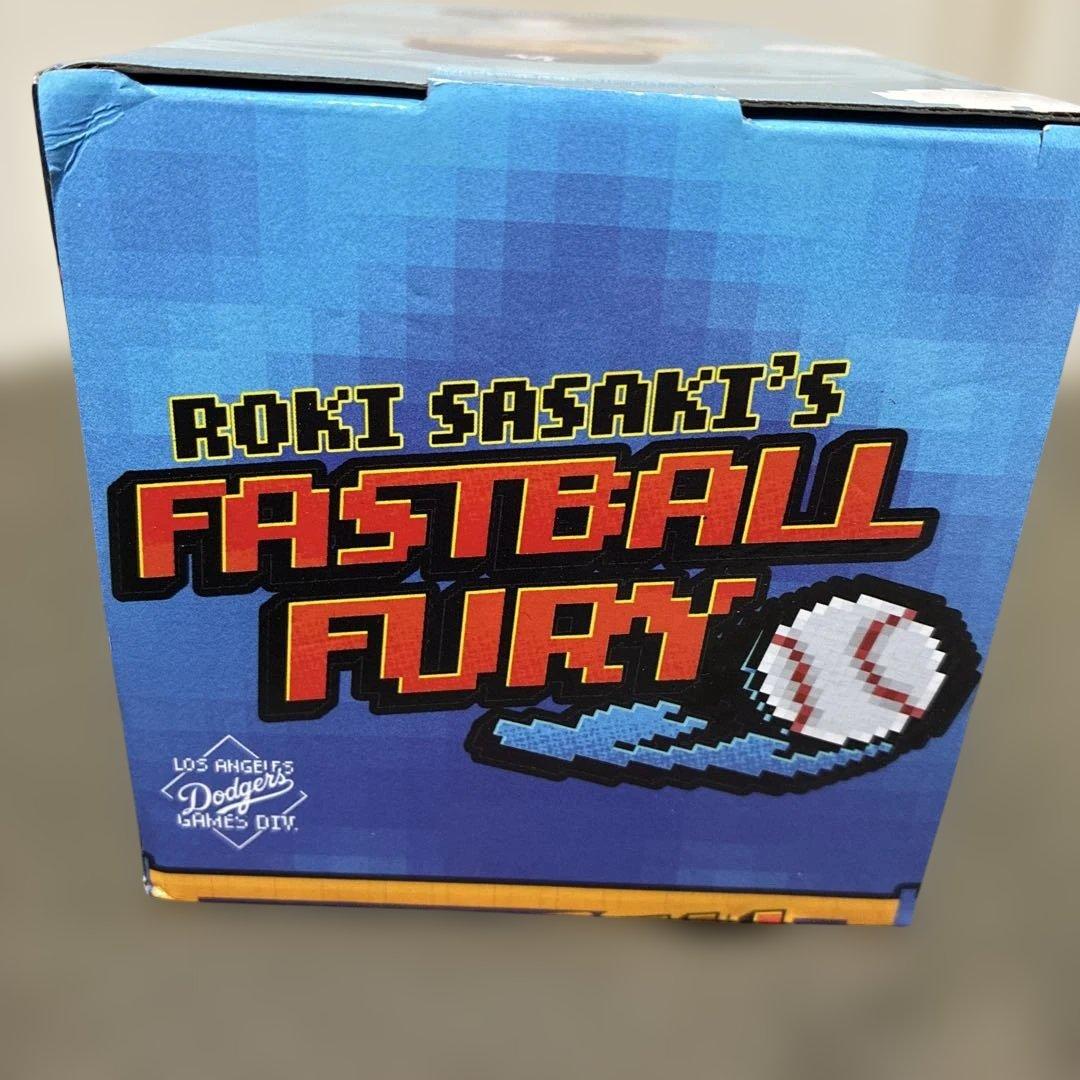 ROKI SASAKI'S
FASTBALL
FURY
LOS ANGELES
Dodgers
GAMES DIV.